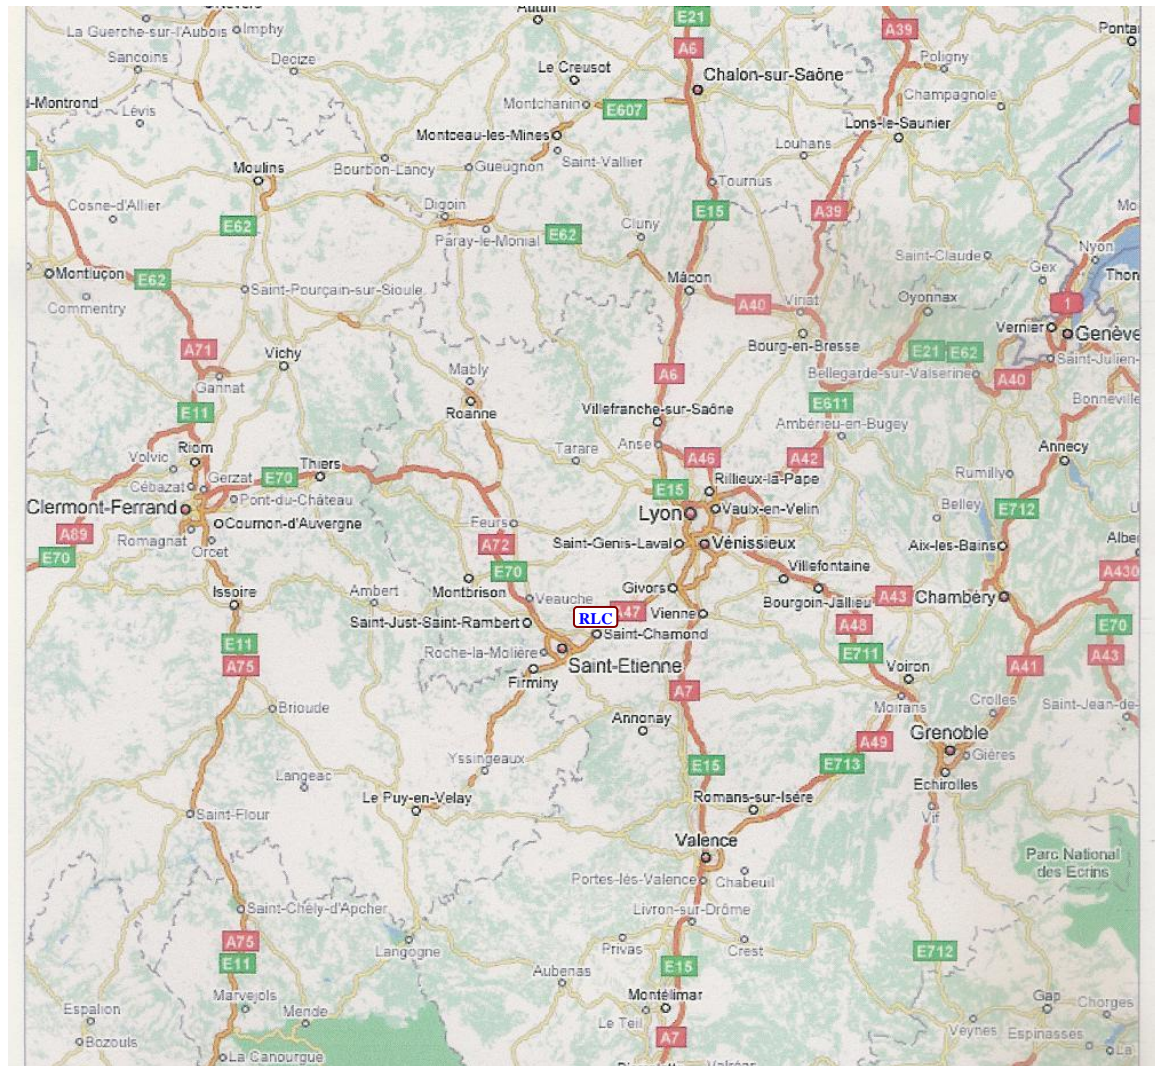 Autun
E21
La Guerche-sur-l'Aubois
Imphy
A39
A6
Sancoins
Decize
Le Creusot
Chalon-sur-Saône
Poligny
Champagnole
Montchanin
E607
Lévis
Montceau-les-Mines
Lons-le-Saunier
Louhans
Moulins
Bourbon-Lancy
Gueugnon
Saint-Vallier
Tournus
Cosne-d'Allier
Digoin
E15
A39
E62
Cluny
E62
Paray-le-Monial
Nyon
Saint-Claude
Gex
Montluçon
E62
Mâcon
Thon
Saint-Pourçain-sur-Sioule
Commentry
A40
Viriat
Oyonnax
1
Vernier
Genève
A71
Vichy
Bourg-en-Bresse
E21
E62
Saint-Julien-
Mably
A6
Bellegarde-sur-Valserine
A40
Gannat
Bonneville
E11
Roanne
Villefranche-sur-Saône
E611
Ambérieu-en-Bugey
Riom
Tarare
Anse
Annecy
Volvic
A46
A42
Thiers
Rumilly
Cébazat
Gerzat
E70
Rillieux-la-Pape
E15
Pont-du-Château
Clermont-Ferrand
Lyon
Vaulx-en-Velin
Belley
E712
Cournon-d'Auvergne
Feurs
A89
Romagnat
A72
Saint-Genis-Laval
Vénissieux
Aix-les-Bains
E70
Orcet
E70
Villefontaine
A430
Issoire
Ambert
Montbrison
Givors
Bourgoin-Jallieu
A43
Chambéry
Veauche
RLC
47
Vienne
Saint-Just-Saint-Rambert
A48
E70
Saint-Chamond
E11
Roche-la-Molière
E711
A43
A75
Saint-Etienne
Voiron
A41
Firminy
A7
Brioude
Moirans
Crolles
Saint-Jean-de-
Annonay
Grenoble
A49
Yssingeaux
E15
E713
Gières
Langeac
Echirolles
Le Puy-en-Velay
Romans-sur-Isère
Saint-Flour
Vif
Valence
Parc National
des Ecrins
Portes-lès-Valence
Chabeuil
Saint-Chély-d'Apcher
Livron-sur-Drôme
A75
Langogne
Privas
Crest
E712
E11
Aubenas
E15
Marvejols
Montélimar
Gap
Espalion
Mende
Le Teil
Chorges
Bozouls
A7
Veynes
Espinasses
La Canourgue
La